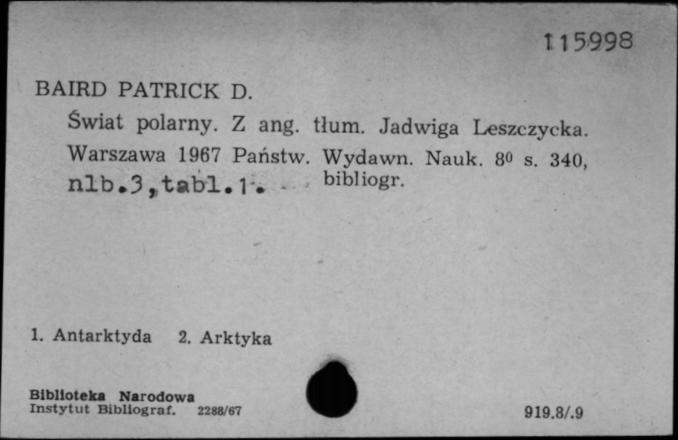 115998
BAIRD PATRICK D.
Świat polarny. Z ang. tłum. Jadwiga Leszczycka.
Warszawa 1967 Państw. Wydawn. Nauk. 8⁰ s. 340,
nlb.3,tabl.1. bibliogr.
1. Antarktyda 2. Arktyka
Biblioteka Narodowa
Instytut Bibliograf. 2288/67
919.8/.9